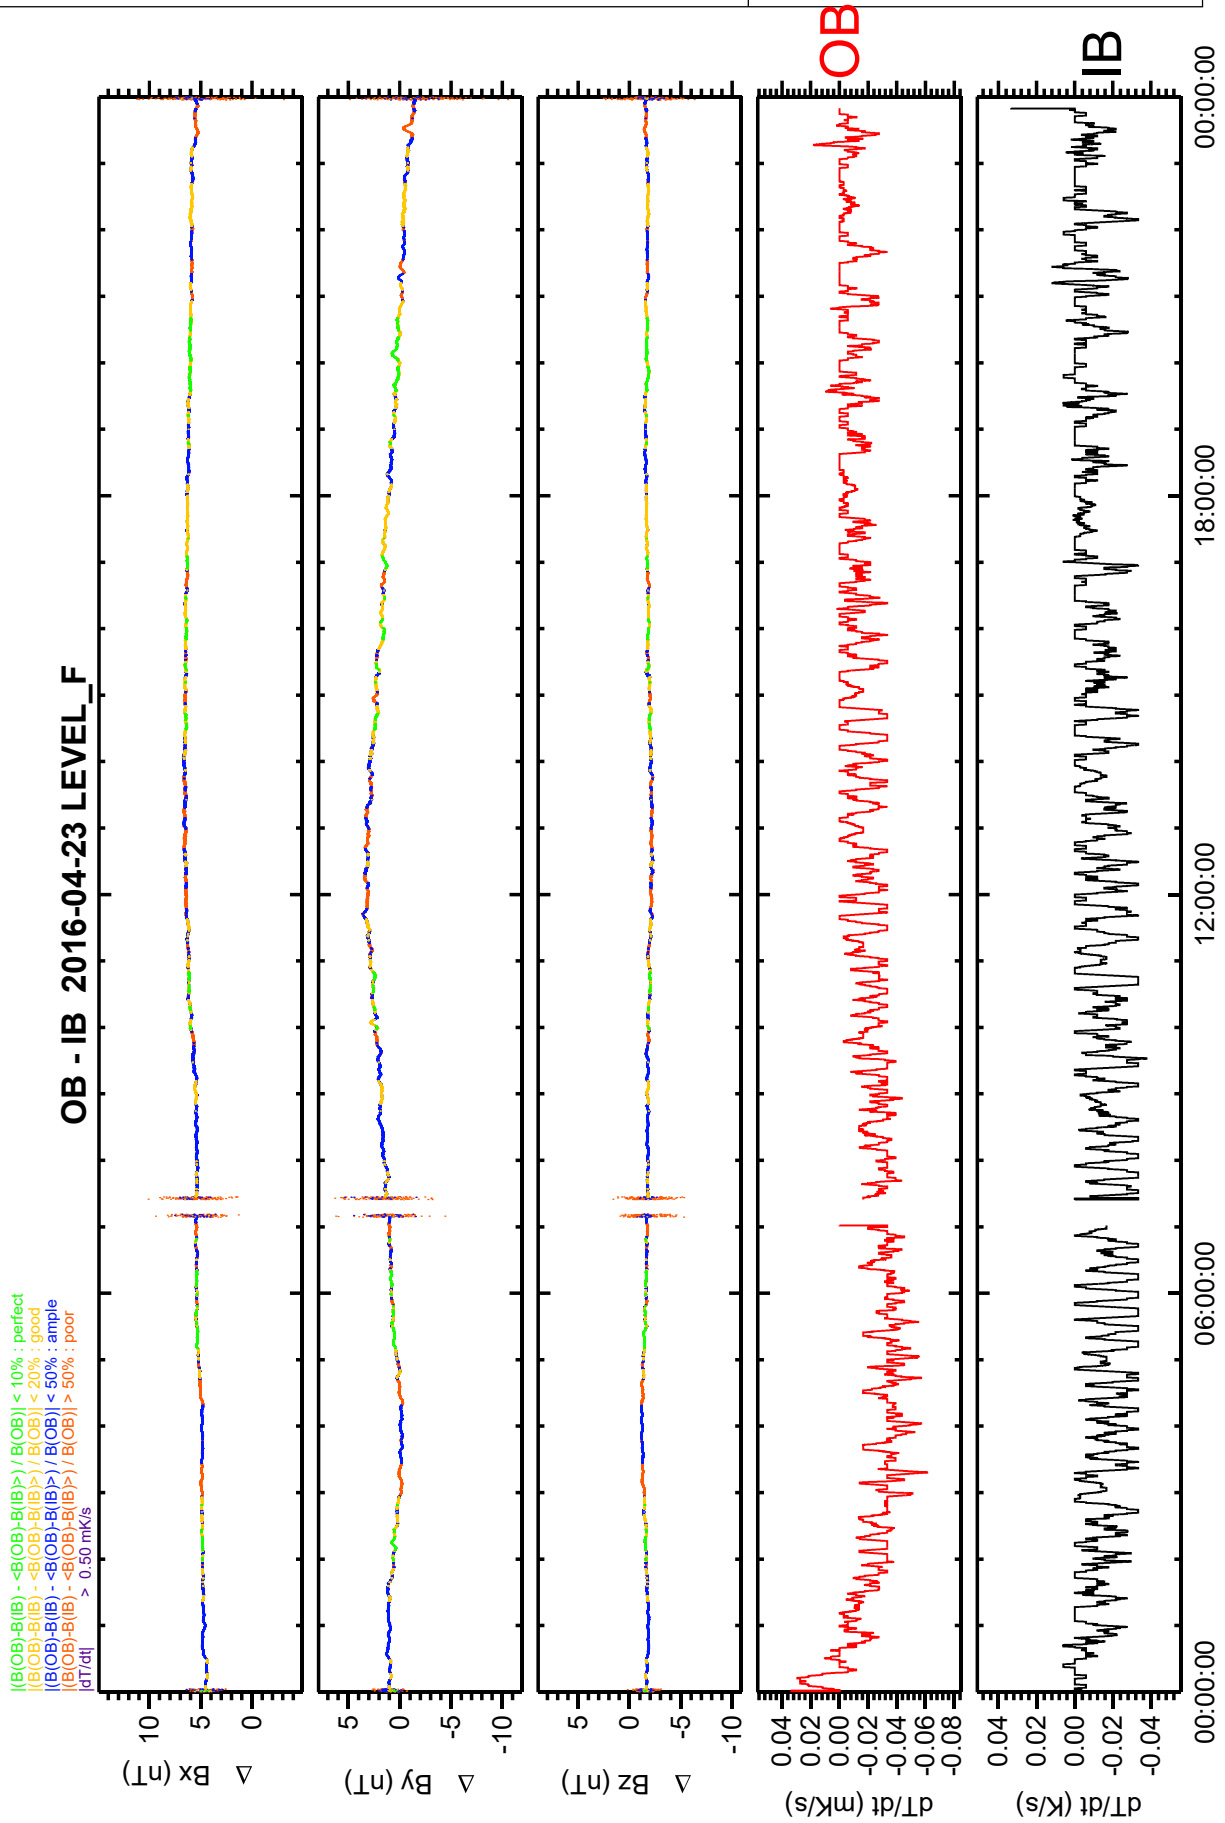 OB - IB 2016-04-23 LEVEL_F
|(B(OB)-B(IB) - <B(OB)-B(IB)>) / B(OB)| < 10% : perfect
|(B(OB)-B(IB) - <B(OB)-B(IB)>) / B(OB)| < 20% : good
|(B(OB)-B(IB) - <B(OB)-B(IB)>) / B(OB)| < 50% : ample
|(B(OB)-B(IB) - <B(OB)-B(IB)>) / B(OB)| > 50% : poor
|dT/dt| > 0.50 mK/s
Δ Bx (nT)
10
5
0
Δ By (nT)
5
0
-5
-10
Δ Bz (nT)
5
0
-5
-10
dT/dt (mK/s)
0.04
0.02
0.00
-0.02
-0.04
-0.06
-0.08
OB
dT/dt (K/s)
0.04
0.02
0.00
-0.02
-0.04
IB
00:00:00
06:00:00
12:00:00
18:00:00
00:00:00